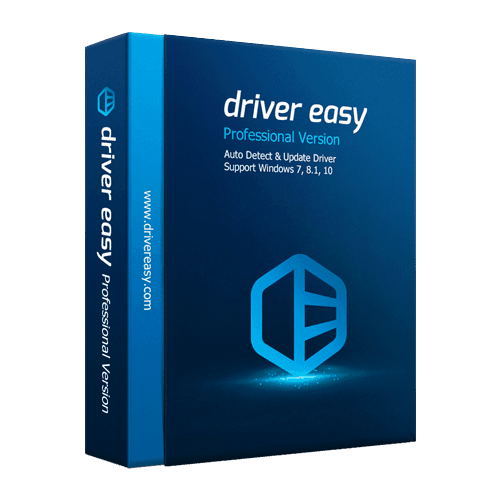 driver easy
Professional Version
Auto Detect & Update Driver
Support Windows 7, 8.1, 10
driver easy Professional Version
www.drivereasy.com